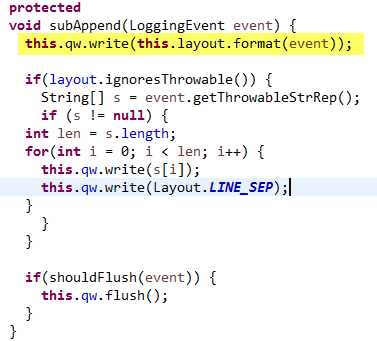 protected
void subAppend(LoggingEvent event) {
  this.qw.write(this.layout.format(event));

  if(layout.ignoresThrowable()) {
    String[] s = event.getThrowableStrRep();
    if (s != null) {
  int len = s.length;
  for(int i = 0; i < len; i++) {
    this.qw.write(s[i]);
    this.qw.write(Layout.LINE_SEP);
  }
    }
  }

  if(shouldFlush(event)) {
    this.qw.flush();
  }
}